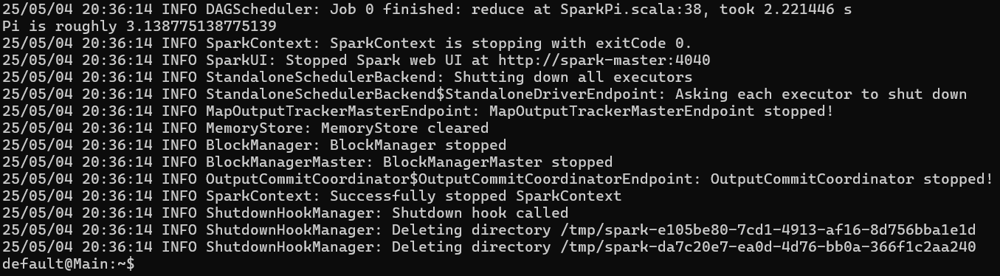 25/05/04 20:36:14 INFO DAGScheduler: Job 0 finished: reduce at SparkPi.scala:38, took 2.221446 s
Pi is roughly 3.138775138775139
25/05/04 20:36:14 INFO SparkContext: SparkContext is stopping with exitCode 0.
25/05/04 20:36:14 INFO SparkUI: Stopped Spark web UI at http://spark-master:4040
25/05/04 20:36:14 INFO StandaloneSchedulerBackend: Shutting down all executors
25/05/04 20:36:14 INFO StandaloneSchedulerBackend$StandaloneDriverEndpoint: Asking each executor to shut down
25/05/04 20:36:14 INFO MapOutputTrackerMasterEndpoint: MapOutputTrackerMasterEndpoint stopped!
25/05/04 20:36:14 INFO MemoryStore: MemoryStore cleared
25/05/04 20:36:14 INFO BlockManager: BlockManager stopped
25/05/04 20:36:14 INFO BlockManagerMaster: BlockManagerMaster stopped
25/05/04 20:36:14 INFO OutputCommitCoordinator$OutputCommitCoordinatorEndpoint: OutputCommitCoordinator stopped!
25/05/04 20:36:14 INFO SparkContext: Successfully stopped SparkContext
25/05/04 20:36:14 INFO ShutdownHookManager: Shutdown hook called
25/05/04 20:36:14 INFO ShutdownHookManager: Deleting directory /tmp/spark-e105be80-7cd1-4913-af16-8d756bba1e1d
25/05/04 20:36:14 INFO ShutdownHookManager: Deleting directory /tmp/spark-da7c20e7-ea0d-4d76-bb0a-366f1c2aa240
default@Main:~$